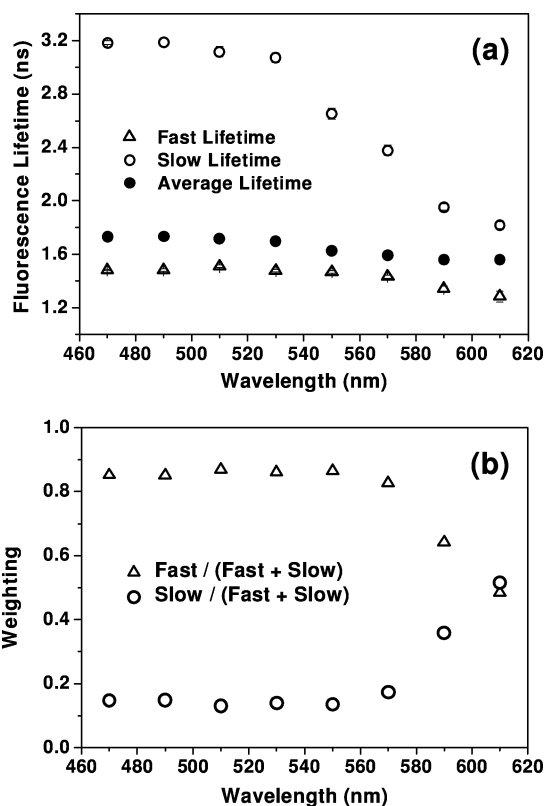 (a)
3.2
2.8
2.4
2.0
1.6
1.2
Fluorescence Lifetime (ns)
Fast Lifetime
Slow Lifetime
Average Lifetime
460 480 500 520 540 560 580 600 620
Wavelength (nm)
(b)
1.0
0.8
0.6
0.4
0.2
0.0
Weighting
Fast / (Fast + Slow)
Slow / (Fast + Slow)
460 480 500 520 540 560 580 600 620
Wavelength (nm)